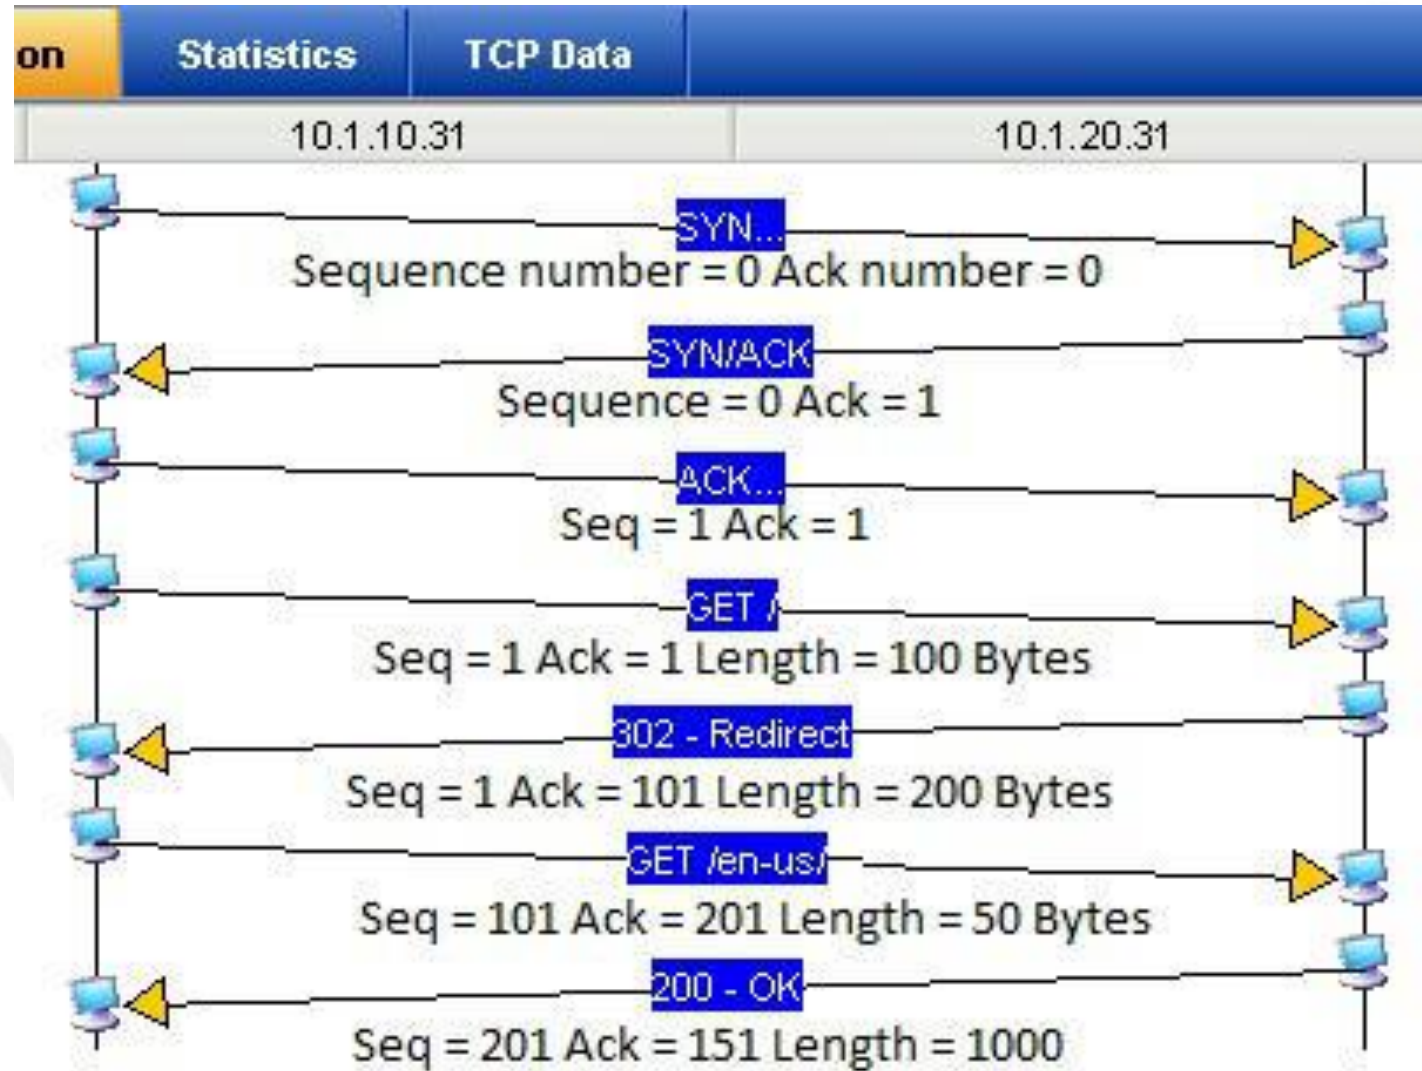 on Statistics TCP Data
10.1.10.31 10.1.20.31
SYN...
Sequence number = 0 Ack number = 0
SYN/ACK
Sequence = 0 Ack = 1
ACK...
Seq = 1 Ack = 1
GET /
Seq = 1 Ack = 1 Length = 100 Bytes
302 - Redirect
Seq = 1 Ack = 101 Length = 200 Bytes
GET /en-us/
Seq = 101 Ack = 201 Length = 50 Bytes
200 - OK
Seq = 201 Ack = 151 Length = 1000